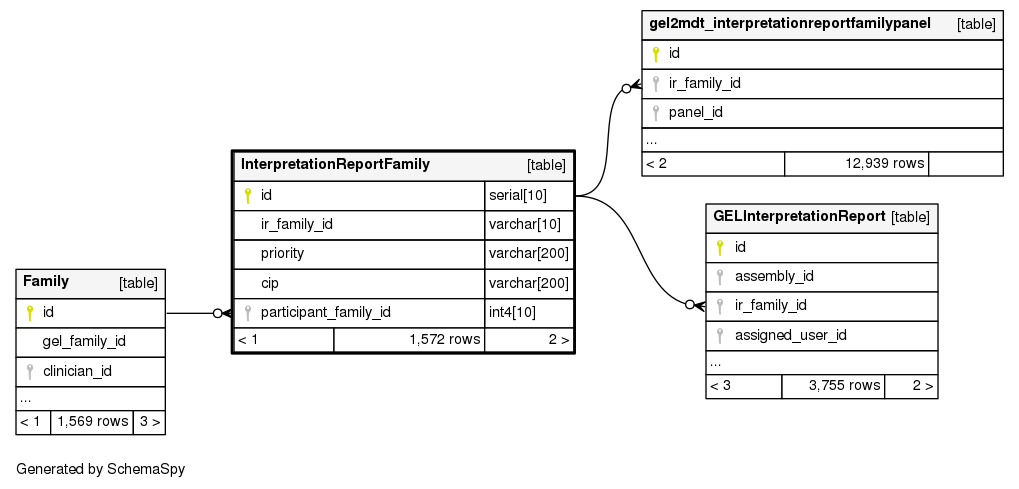 gel2mdt_interpretationreportfamilypanel [table]
id
ir_family_id
panel_id
...
< 2 12,939 rows
InterpretationReportFamily [table]
id serial[10]
ir_family_id varchar[10]
priority varchar[200]
cip varchar[200]
participant_family_id int4[10]
< 1 1,572 rows 2 >
GELInterpretationReport [table]
id
assembly_id
ir_family_id
assigned_user_id
...
< 3 3,755 rows 2 >
Family [table]
id
gel_family_id
clinician_id
...
< 1 1,569 rows 3 >
Generated by SchemaSpy